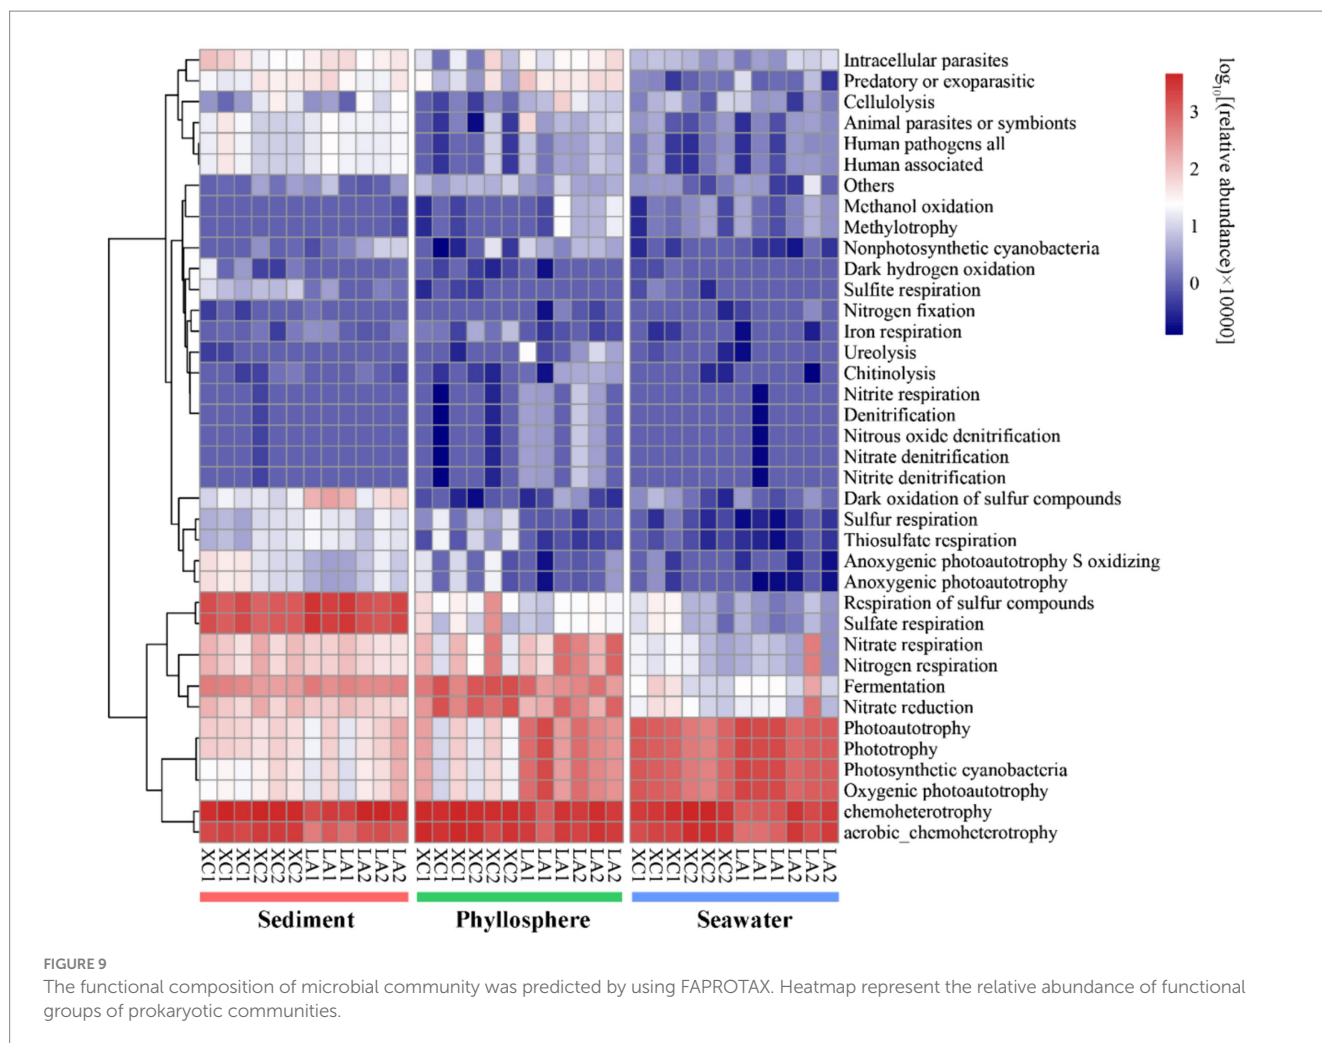 Intracellular parasites
Predatory or exoparasitic
Cellulolysis
Animal parasites or symbionts
Human pathogens all
Human associated
Others
Methanol oxidation
Methylotrophy
Nonphotosynthetic cyanobacteria
Dark hydrogen oxidation
Sulfite respiration
Nitrogen fixation
Iron respiration
Ureolysis
Chitinolysis
Nitrite respiration
Denitrification
Nitrous oxide denitrification
Nitrate denitrification
Nitrite denitrification
Dark oxidation of sulfur compounds
Sulfur respiration
Thiosulfate respiration
Anoxygenic photoautotrophy S oxidizing
Anoxygenic photoautotrophy
Respiration of sulfur compounds
Sulfate respiration
Nitrate respiration
Nitrogen respiration
Fermentation
Nitrate reduction
Photoautotrophy
Phototrophy
Photosynthetic cyanobacteria
Oxygenic photoautotrophy
chemoheterotrophy
aerobic_chemoheterotrophy
3
2
1
0
log10[(relative abundance)×10000]
XC1 XC1 XC1 XC2 XC2 XC2 LA1 LA1 LA1 LA2 LA2 LA2
XC1 XC1 XC1 XC2 XC2 XC2 LA1 LA1 LA1 LA2 LA2 LA2
XC1 XC1 XC1 XC2 XC2 XC2 LA1 LA1 LA1 LA2 LA2 LA2
Sediment
Phyllosphere
Seawater
FIGURE 9
The functional composition of microbial community was predicted by using FAPROTAX. Heatmap represent the relative abundance of functional
groups of prokaryotic communities.